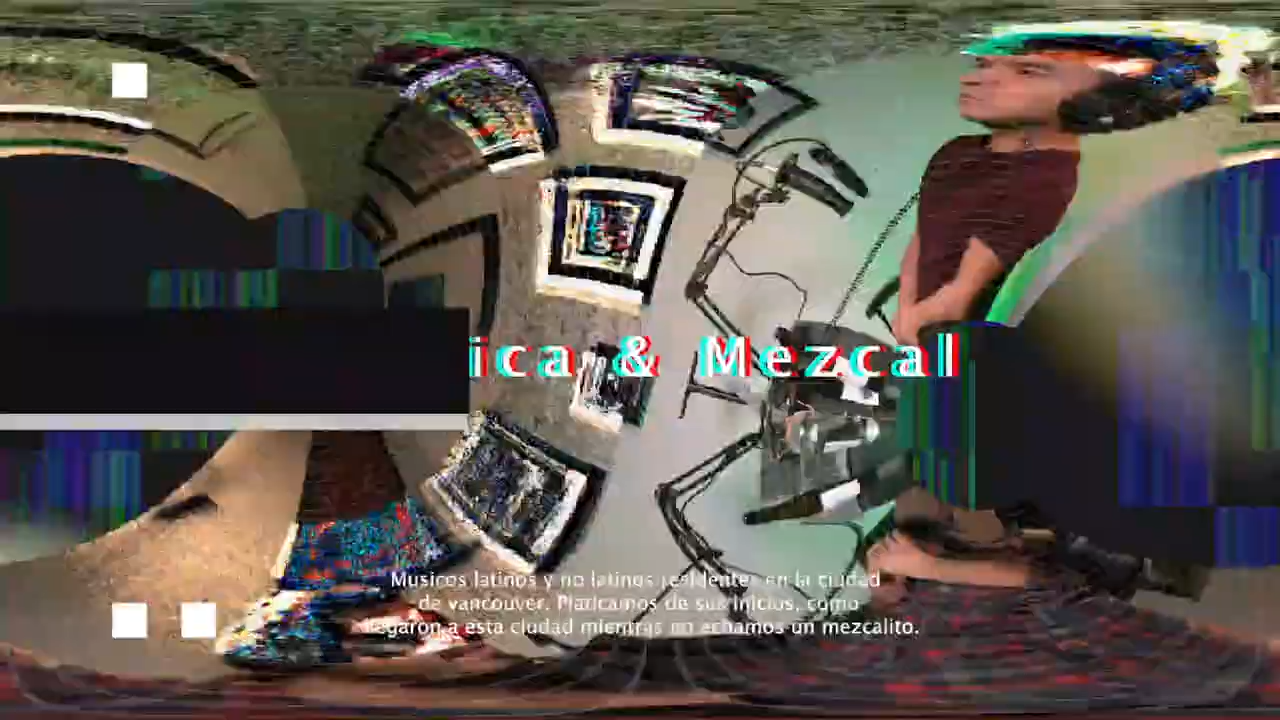 ica & Mezcal
Musicos latinos y no latinos residentes en la ciudad
de vancouver. Platicamos de sus inicios, como
llegaron a esta ciudad mientras no echamos un mezcalito.